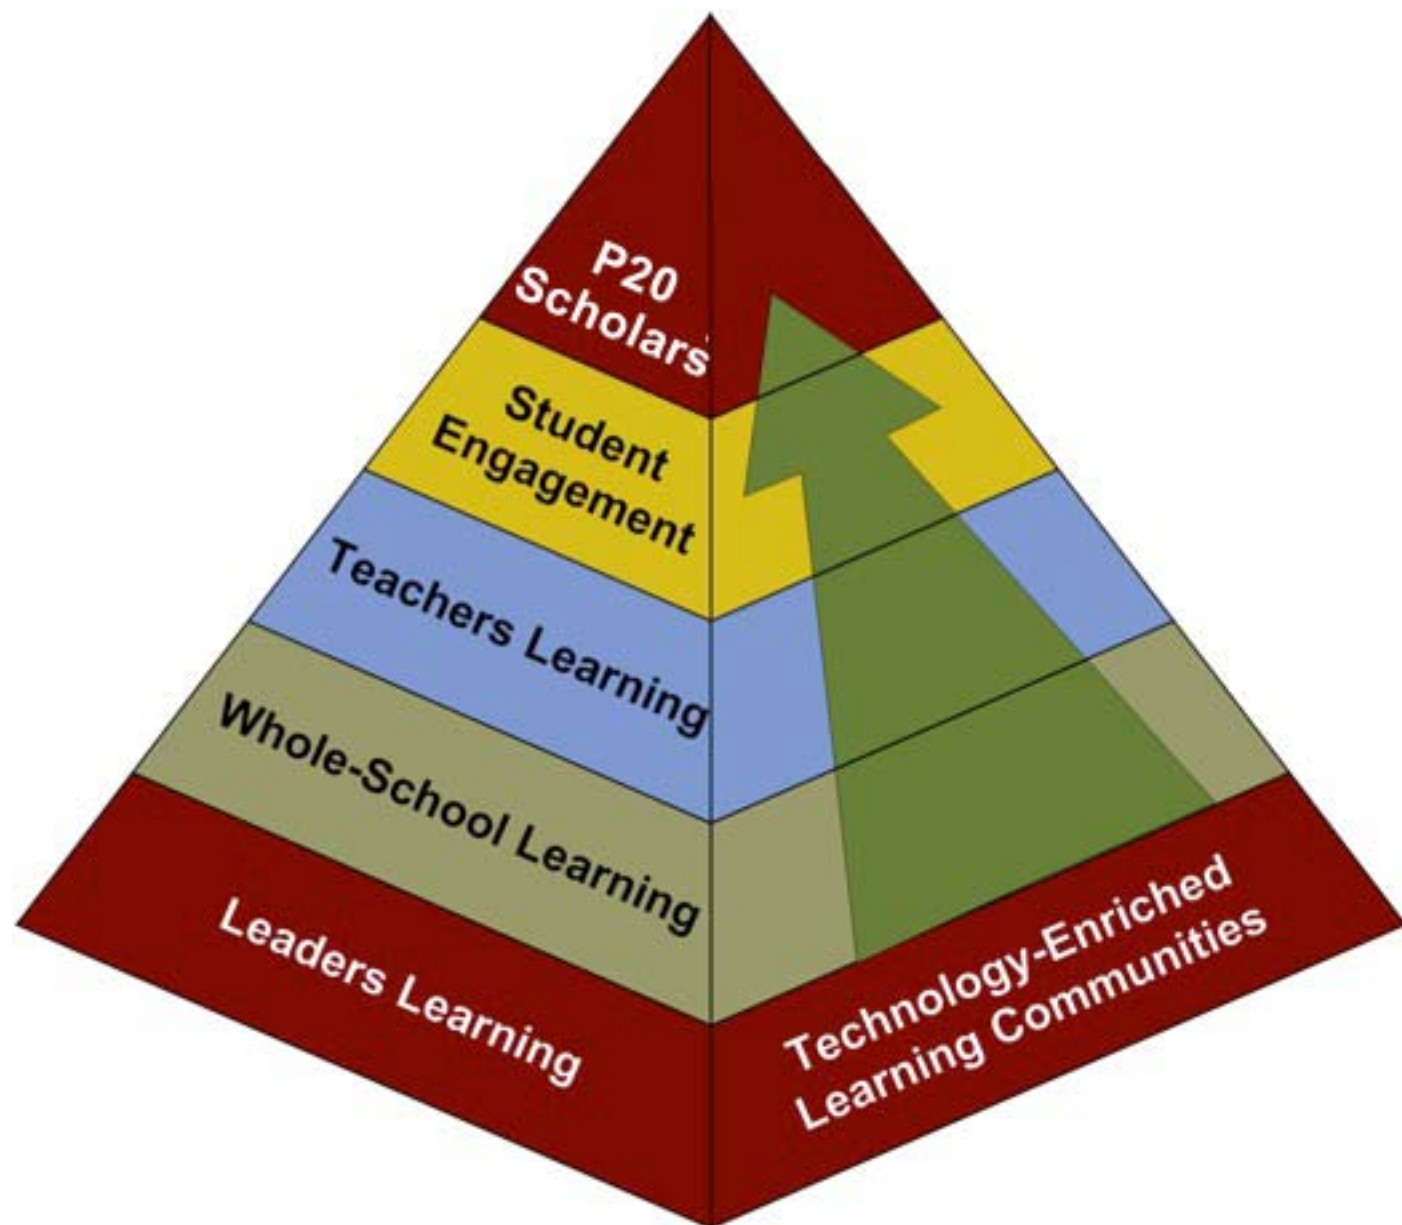 P20
Scholars
Student
Engagement
Teachers Learning
Whole-School Learning
Leaders Learning
Technology-Enriched
Learning Communities